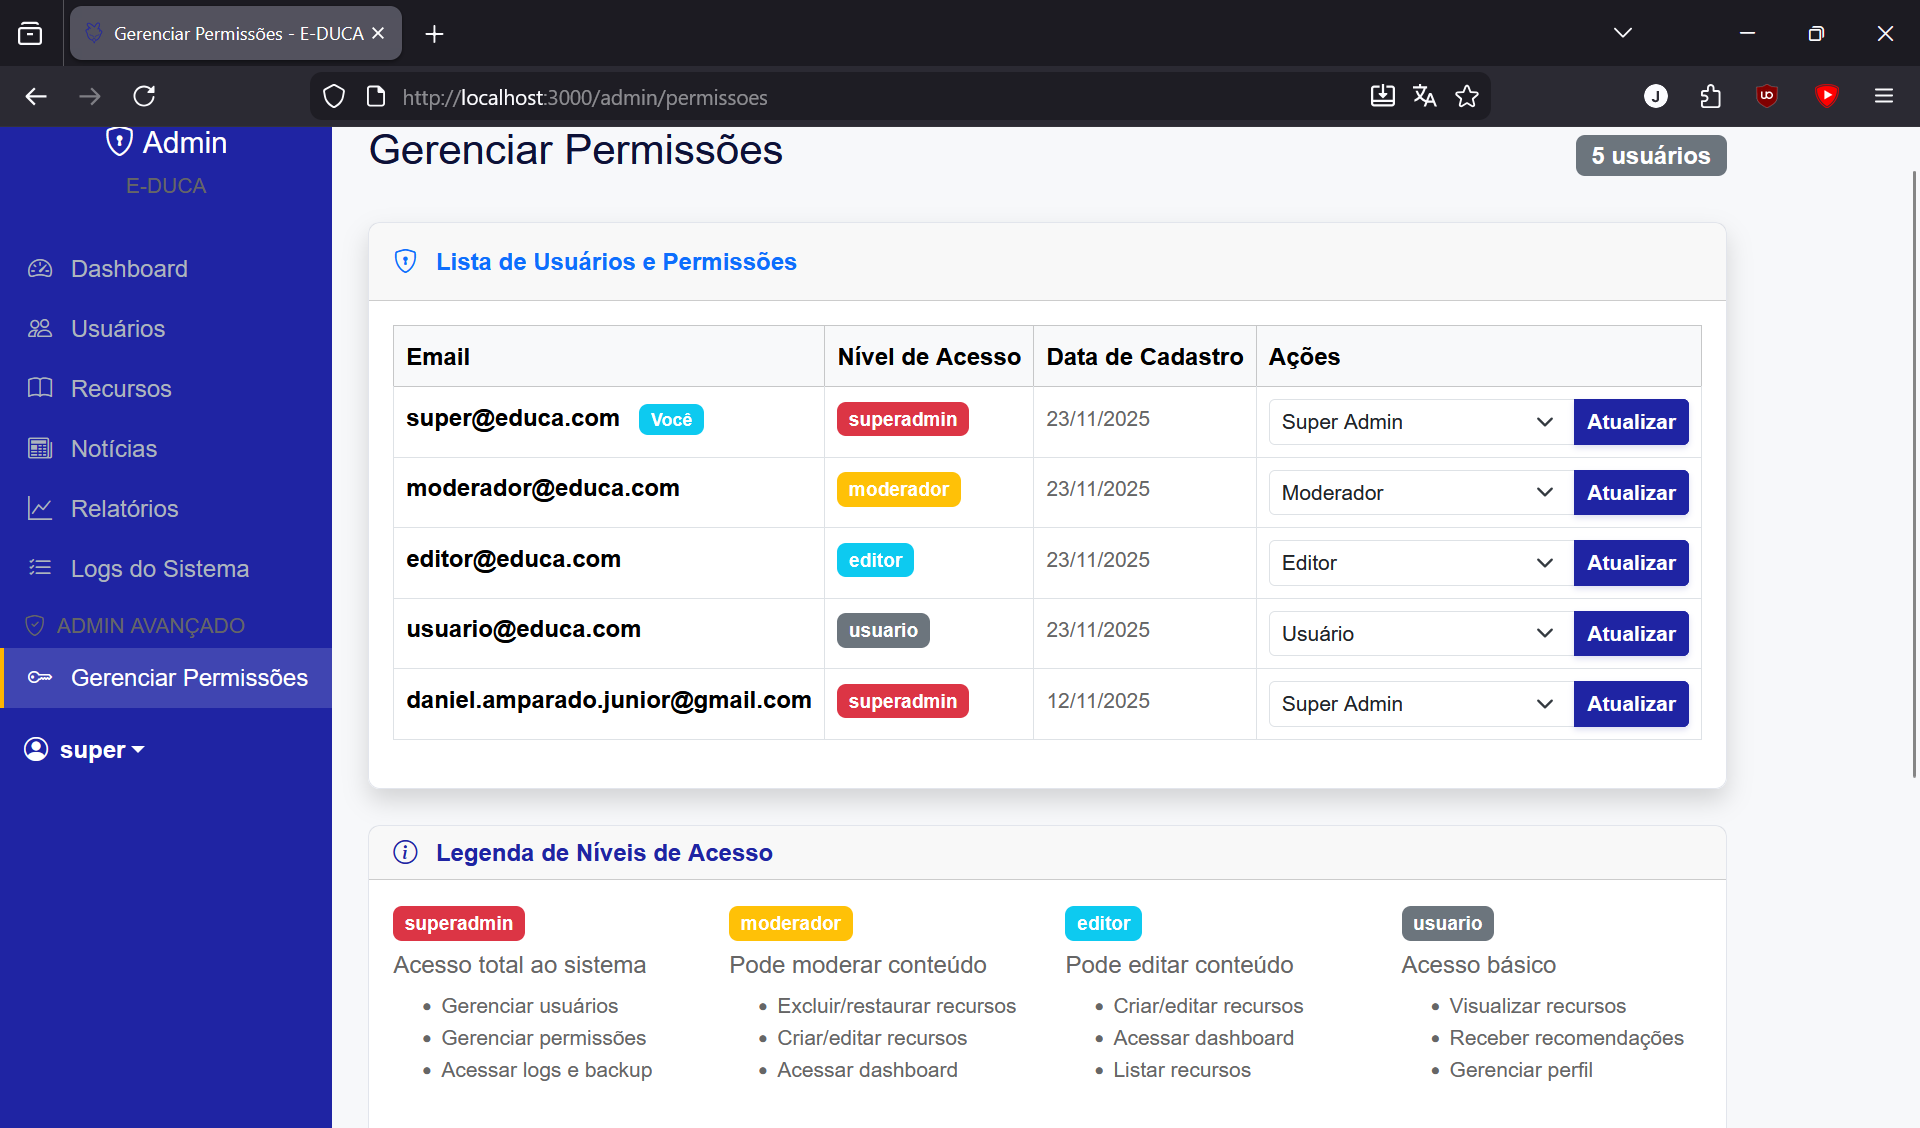 Gerenciar Permissões - E-DUCA
http://localhost:3000/admin/permissoes
J
Admin
E-DUCA
Dashboard
Usuários
Recursos
Notícias
Relatórios
Logs do Sistema
ADMIN AVANÇADO
Gerenciar Permissões
super
Gerenciar Permissões
5 usuários
Lista de Usuários e Permissões
Email Nível de Acesso Data de Cadastro Ações
super@educa.com Você superadmin 23/11/2025 Super Admin Atualizar
moderador@educa.com moderador 23/11/2025 Moderador Atualizar
editor@educa.com editor 23/11/2025 Editor Atualizar
usuario@educa.com usuario 23/11/2025 Usuário Atualizar
daniel.amparado.junior@gmail.com superadmin 12/11/2025 Super Admin Atualizar
Legenda de Níveis de Acesso
superadmin
Acesso total ao sistema
Gerenciar usuários
Gerenciar permissões
Acessar logs e backup
moderador
Pode moderar conteúdo
Excluir/restaurar recursos
Criar/editar recursos
Acessar dashboard
editor
Pode editar conteúdo
Criar/editar recursos
Acessar dashboard
Listar recursos
usuario
Acesso básico
Visualizar recursos
Receber recomendações
Gerenciar perfil